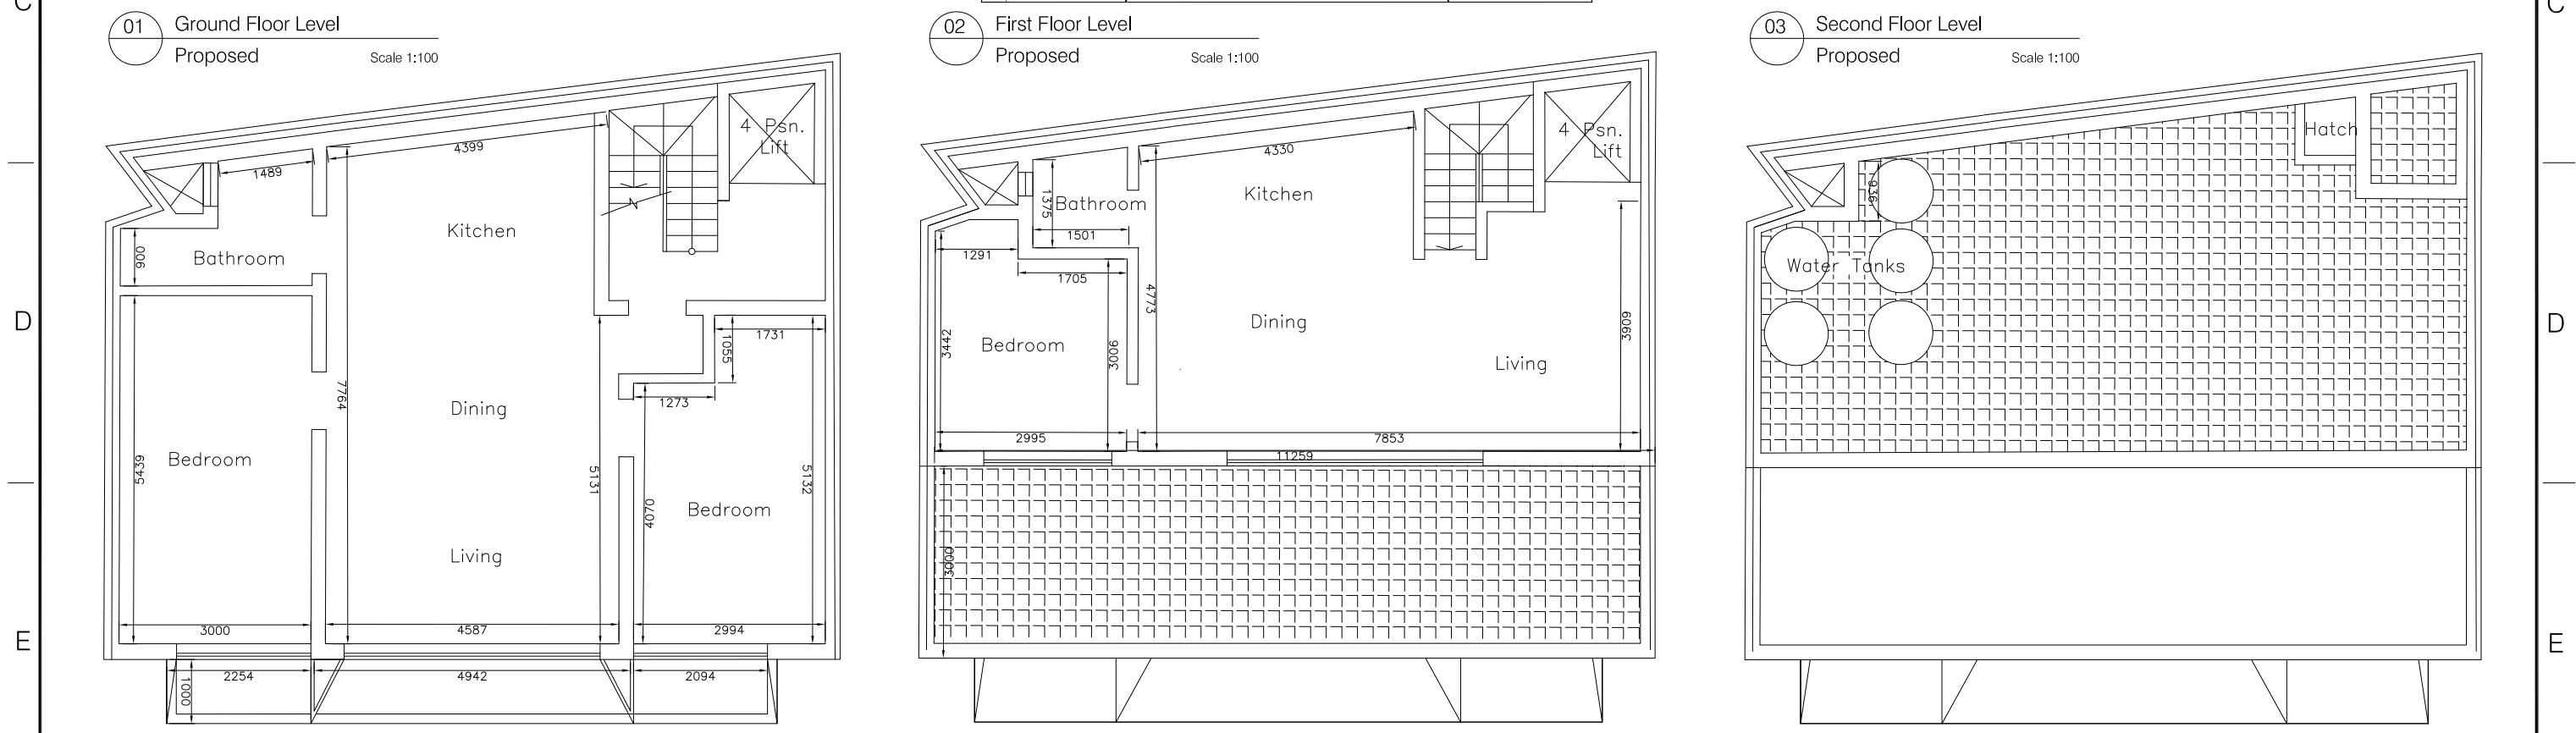 C
C
01
Ground Floor Level
Proposed
Scale 1:100
02
First Floor Level
Proposed
Scale 1:100
03
Second Floor Level
Proposed
Scale 1:100
4399
1489
4 Psn.
Lift
Kitchen
Bathroom
900
1731
1055
1273
7764
Dining
5439
Bedroom
5131
4070
5132
Bedroom
Living
3000
4587
2994
2254
4942
2094
1000
4330
4 Psn.
Lift
Kitchen
1375
Bathroom
1501
1291
1705
4773
3442
Bedroom
3006
Dining
Living
3909
2995
7853
11259
3000
Hatch
936
Water Tanks
D
D
E
E
N